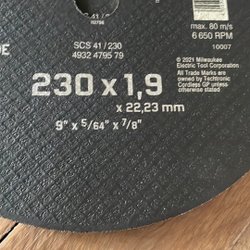 SCS 41 / 230
4932 4795 79
max. 80 m/s
6 650 RPM
10007
230 x 1,9
x 22,23 mm
9" x 5/64" x 7/8"
© 2021 Milwaukee
Electric Tool Corporation
All Trade Marks are
owned by Techtronic
Cordless GP unless
otherwise stated